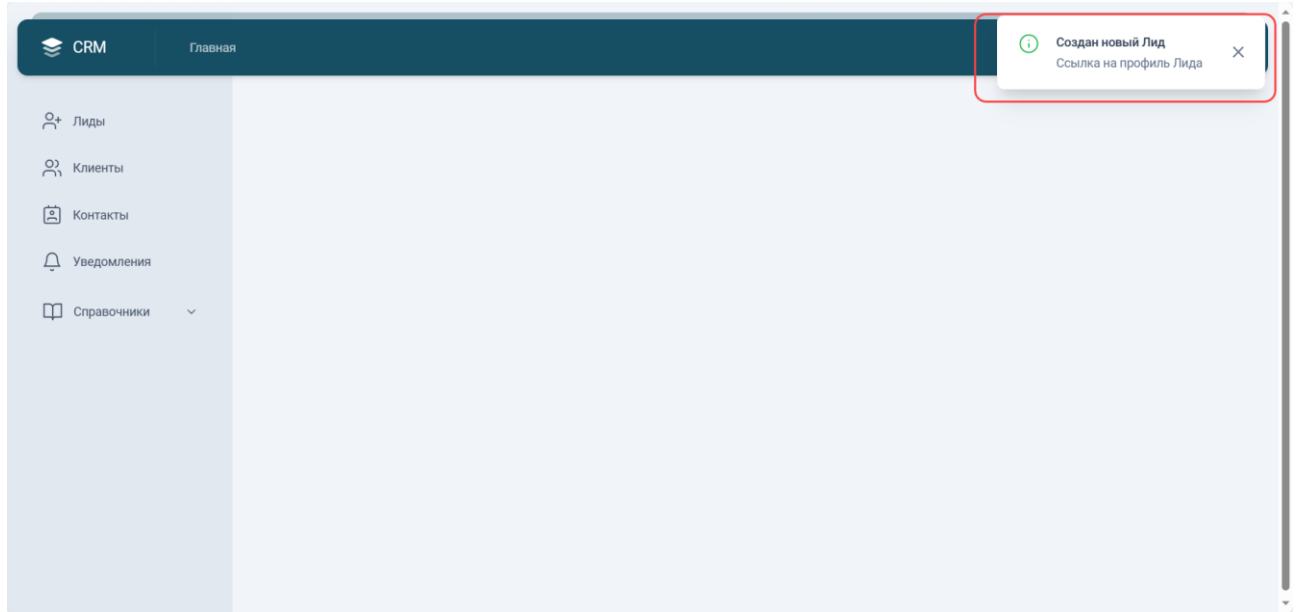 CRM
Главная
Создан новый Лид
Ссылка на профиль Лида
Лиды
Клиенты
Контакты
Уведомления
Справочники